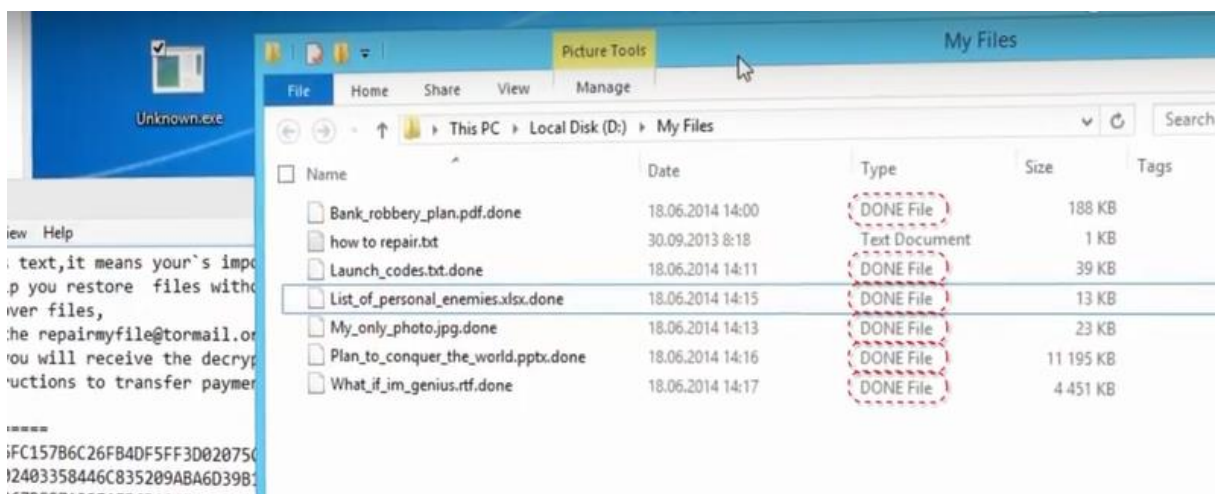 Unknown.exe
Picture Tools
My Files
File Home Share View Manage
This PC Local Disk (D:) My Files
Search
Name Date Type Size Tags
Bank_robbery_plan.pdf.done 18.06.2014 14:00 DONE File 188 KB
how to repair.txt 30.09.2013 8:18 Text Document 1 KB
Launch_codes.txt.done 18.06.2014 14:11 DONE File 39 KB
List_of_personal_enemies.xlsx.done 18.06.2014 14:15 DONE File 13 KB
My_only_photo.jpg.done 18.06.2014 14:13 DONE File 23 KB
Plan_to_conquer_the_world.pptx.done 18.06.2014 14:16 DONE File 11 195 KB
What_if_im_genius.rtf.done 18.06.2014 14:17 DONE File 4 451 KB
iew Help
text,it means your`s impo
p you restore files witho
ver files,
the repairmyfile@tormail.or
you will receive the decryp
uctions to transfer paymen
=====
5FC157B6C26FB4DF5FF3D02075C
02403358446C835209ABA6D39B1